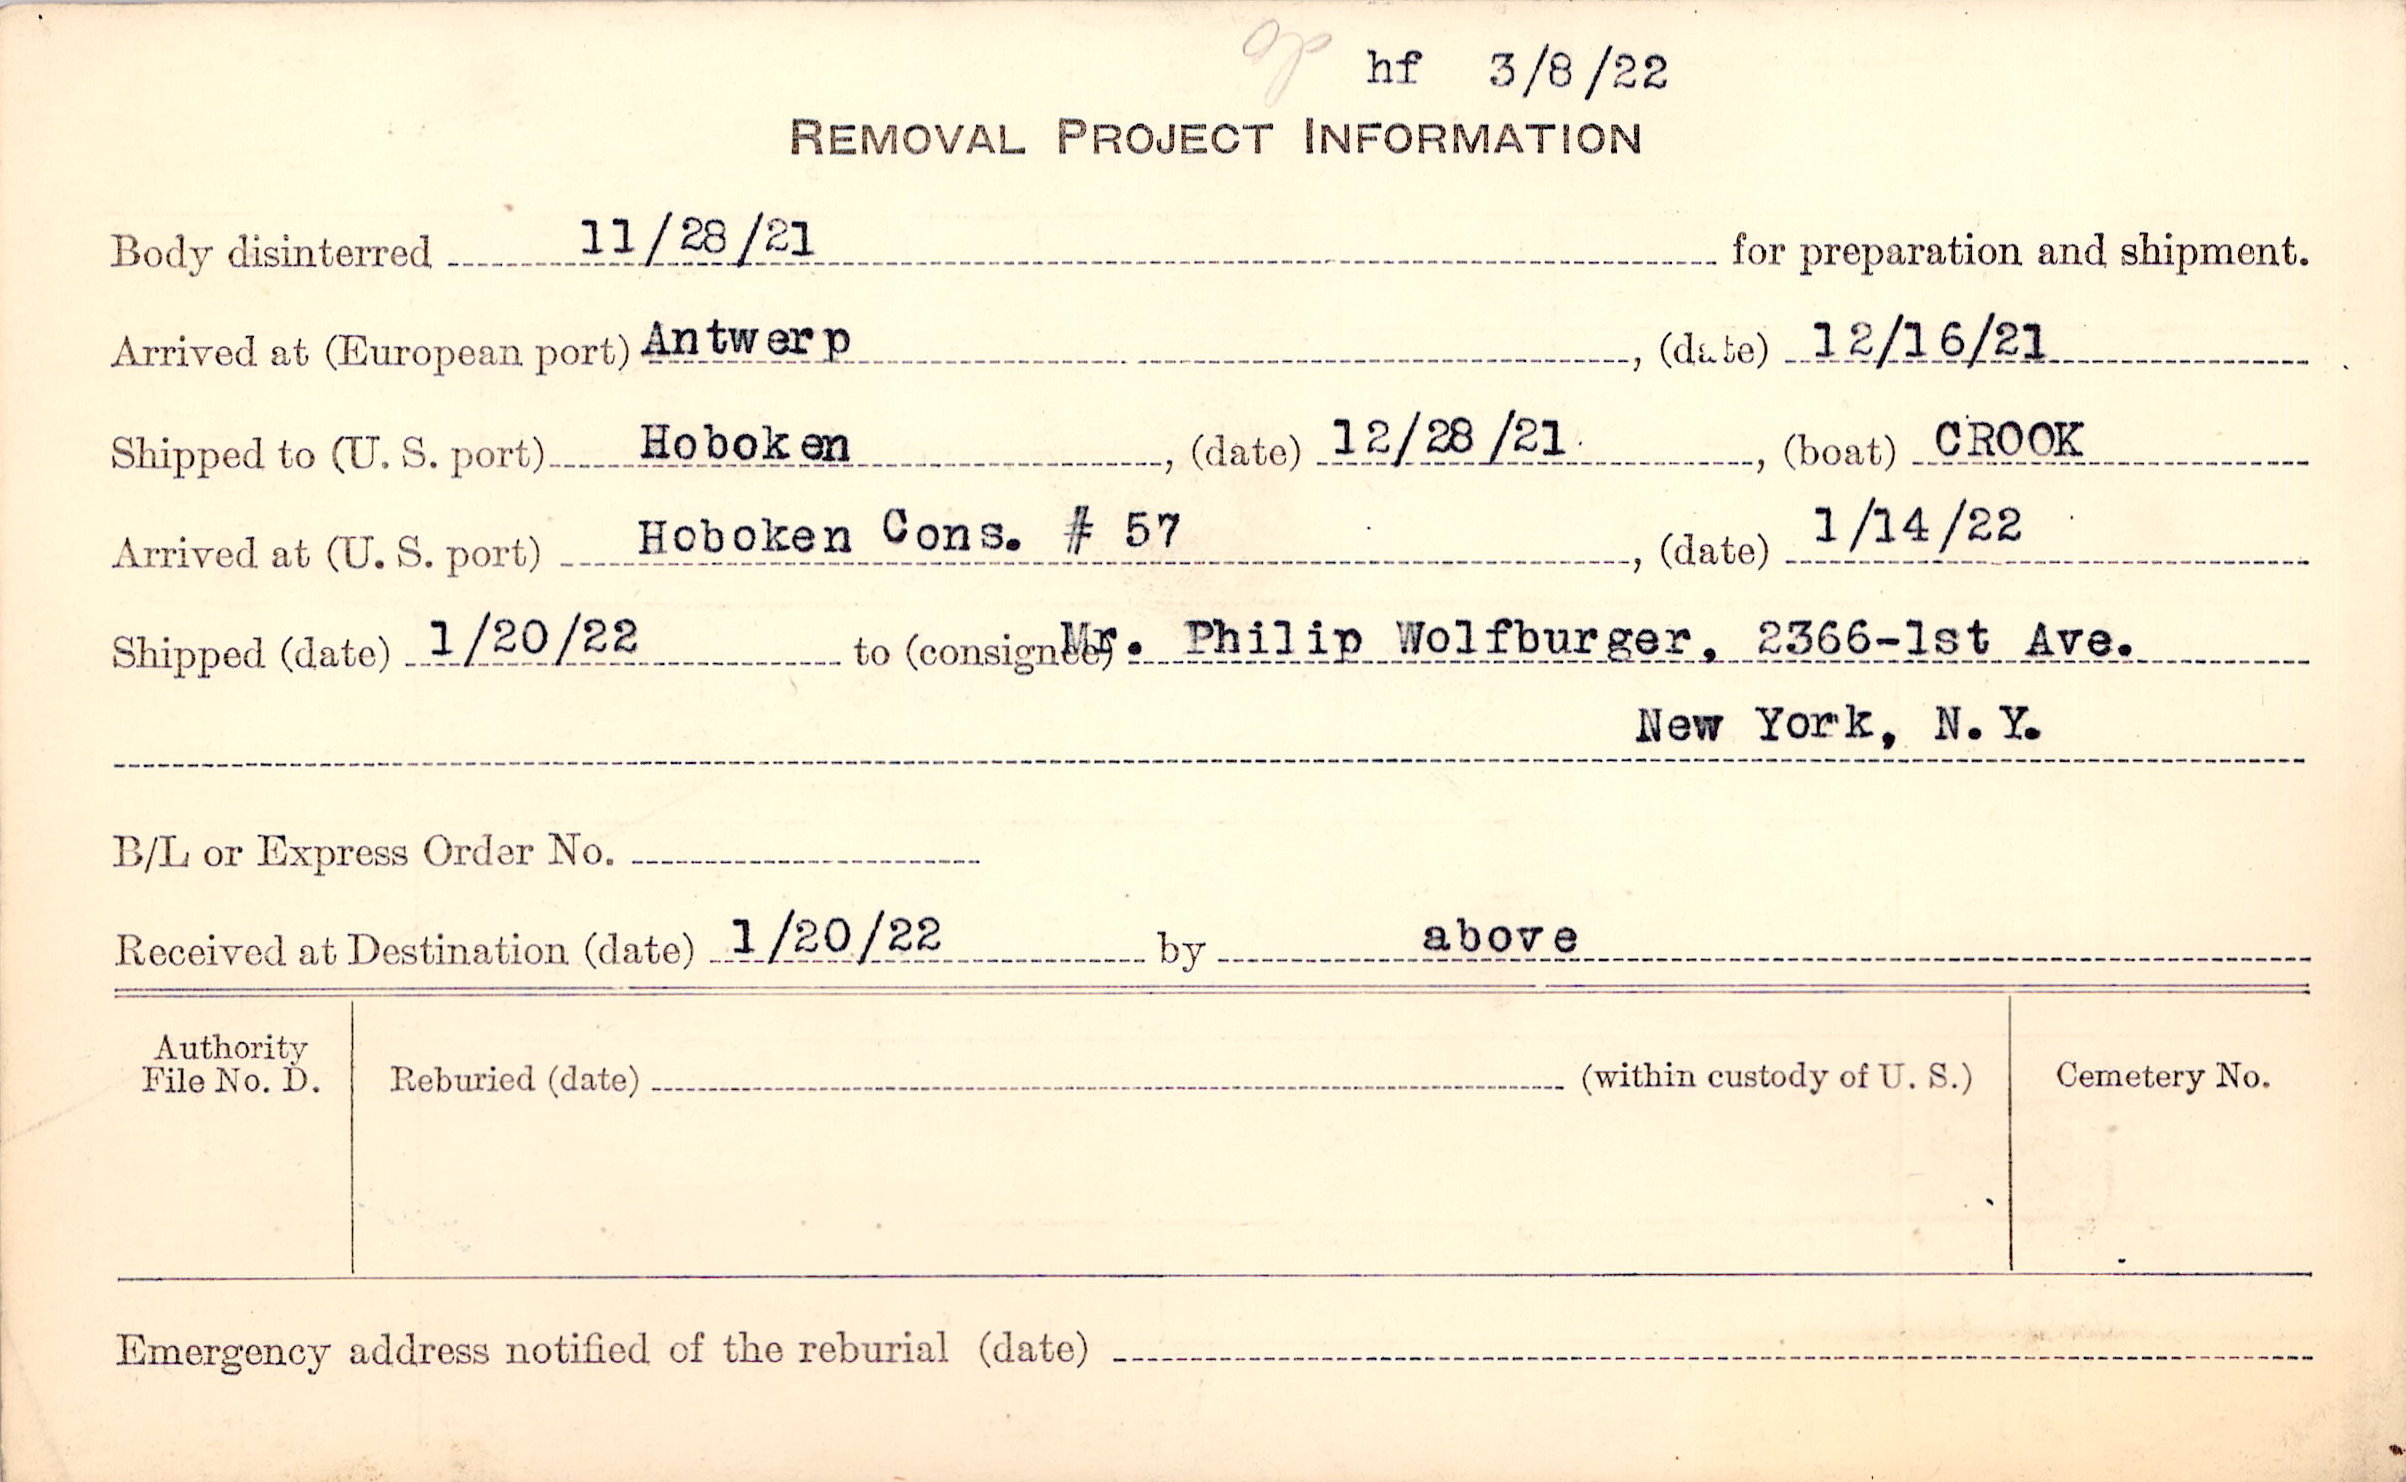 hf 3/8/22
REMOVAL PROJECT INFORMATION
Body disinterred 11/28/21 for preparation and shipment.
Arrived at (European port) Antwerp, (date) 12/16/21
Shipped to (U. S. port) Hoboken, (date) 12/28/21, (boat) CROOK
Arrived at (U. S. port) Hoboken Cons. # 57, (date) 1/14/22
Shipped (date) 1/20/22 to (consignee) Mr. Philip Wolfburger, 2366-1st Ave.
New York, N.Y.
B/L or Express Order No.
Received at Destination (date) 1/20/22 by above
Authority
File No. D.
Reburied (date) (within custody of U. S.)
Cemetery No.
Emergency address notified of the reburial (date)